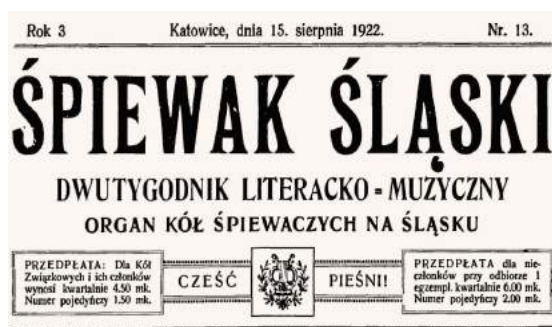 Rok 3 Katowice, dnia 15. sierpnia 1922. Nr. 13.
ŚPIEWAK ŚLĄSKI
DWUTYGODNIK LITERACKO-MUZYCZNY
ORGAN KÓŁ ŚPIEWACZYCH NA ŚLĄSKU
PRZEDPŁATA: Dla Kół
Związkowych i ich członków
wynosi kwartalnie 4.50 mk.
Numer pojedyńczy 1.50 mk.
CZEŚĆ PIEŚNI!
PRZEDPŁATA dla nie-
członków przy odbiorze 1
egzempl. kwartalnie 6.00 mk.
Numer pojedyńczy 2.00 mk.